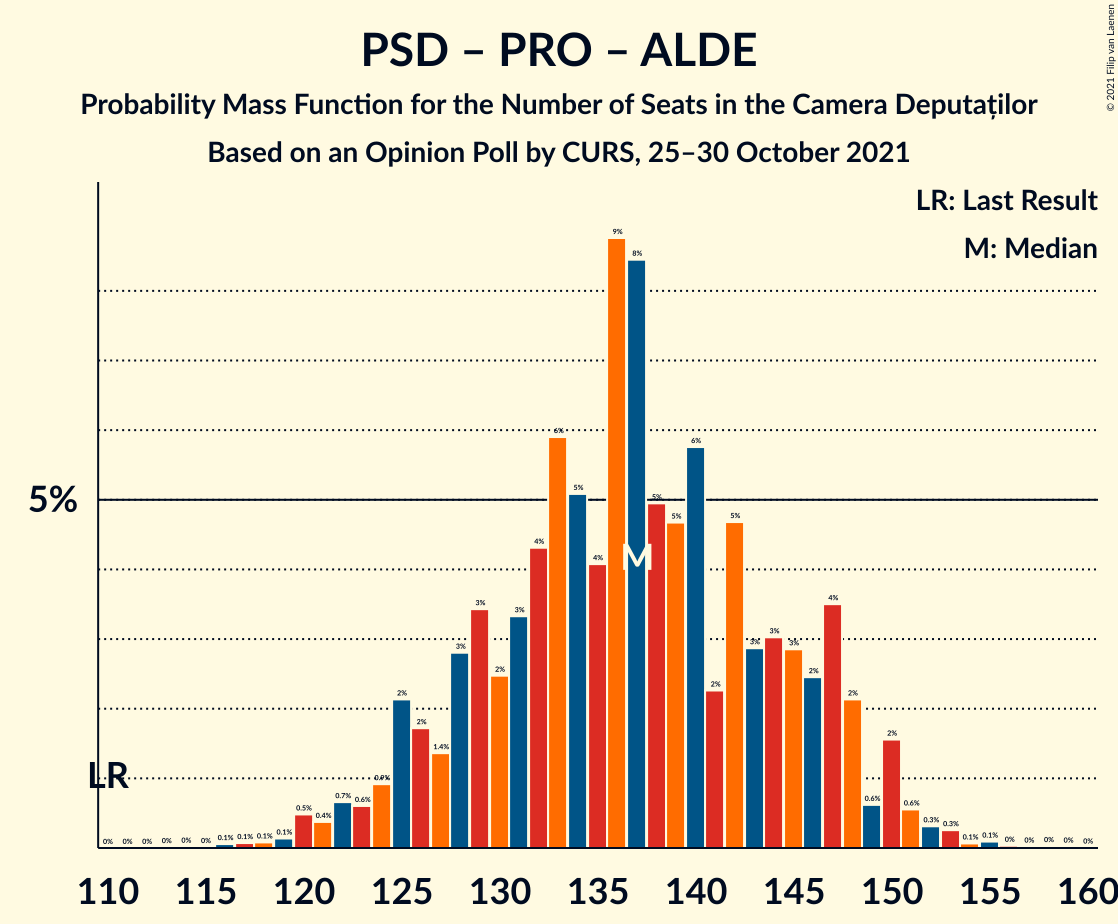 PSD – PRO – ALDE
Probability Mass Function for the Number of Seats in the Camera Deputaților
Based on an Opinion Poll by CURS, 25–30 October 2021
© 2021 Filip van Laenen
LR: Last Result
M: Median
5%
LR
M
0% 0% 0% 0% 0% 0% 0.1% 0.1% 0.1% 0.1% 0.5% 0.4% 0.7% 0.6% 0.9% 2% 2% 1.4% 3% 3% 2% 3% 4% 6% 5% 4% 9% 8% 5% 5% 6% 2% 5% 3% 3% 3% 2% 4% 2% 0.6% 2% 0.6% 0.3% 0.3% 0.1% 0.1% 0% 0% 0% 0% 0%
110 115 120 125 130 135 140 145 150 155 160